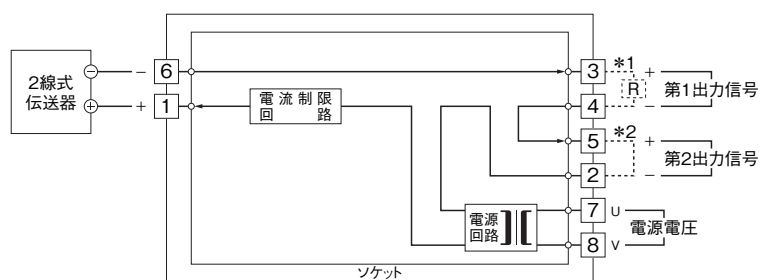 2線式
伝送器
− − 6
+ + 1
電流制限
回路
3 *1 +
R
4 −
第1出力信号
5 *2 +
2 −
第2出力信号
電源
回路
7 U
8 V
電源電圧
ソケット